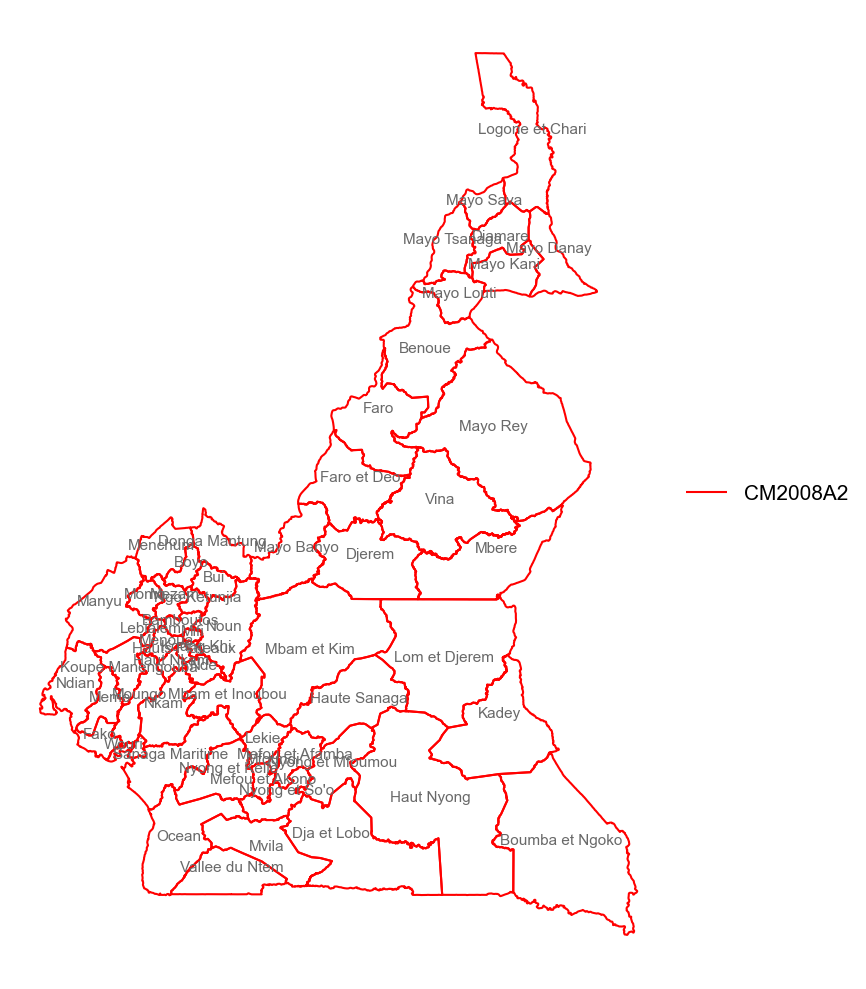 Logone et Chari
Mayo Sava
Diamare
Mayo Tsanaga
Mayo Danay
Mayo Kani
Mayo Louti
Benoue
Faro
Mayo Rey
Faro et Deo
Vina
CM2008A2
Donga Mantung
Menchum
Mayo Banyo
Mbere
Djerem
Boyo
Bui
Ngo Ketunjia
Manyu
Noun
Lebialem
Menoua
Mbam et Kim
Lom et Djerem
Koupe Manengouba
Ndian
Meme
Moungo
Mbam et Inoubou
Haute Sanaga
Nkam
Kadey
Fako
Wouri
Lekie
Sanaga Maritime
Mefou et Afamba
Nyong et Mfoumou
Nyong et Kelle
Mefou et Akono
Nyong et So'o
Haut Nyong
Ocean
Dja et Lobo
Boumba et Ngoko
Mvila
Vallee du Ntem